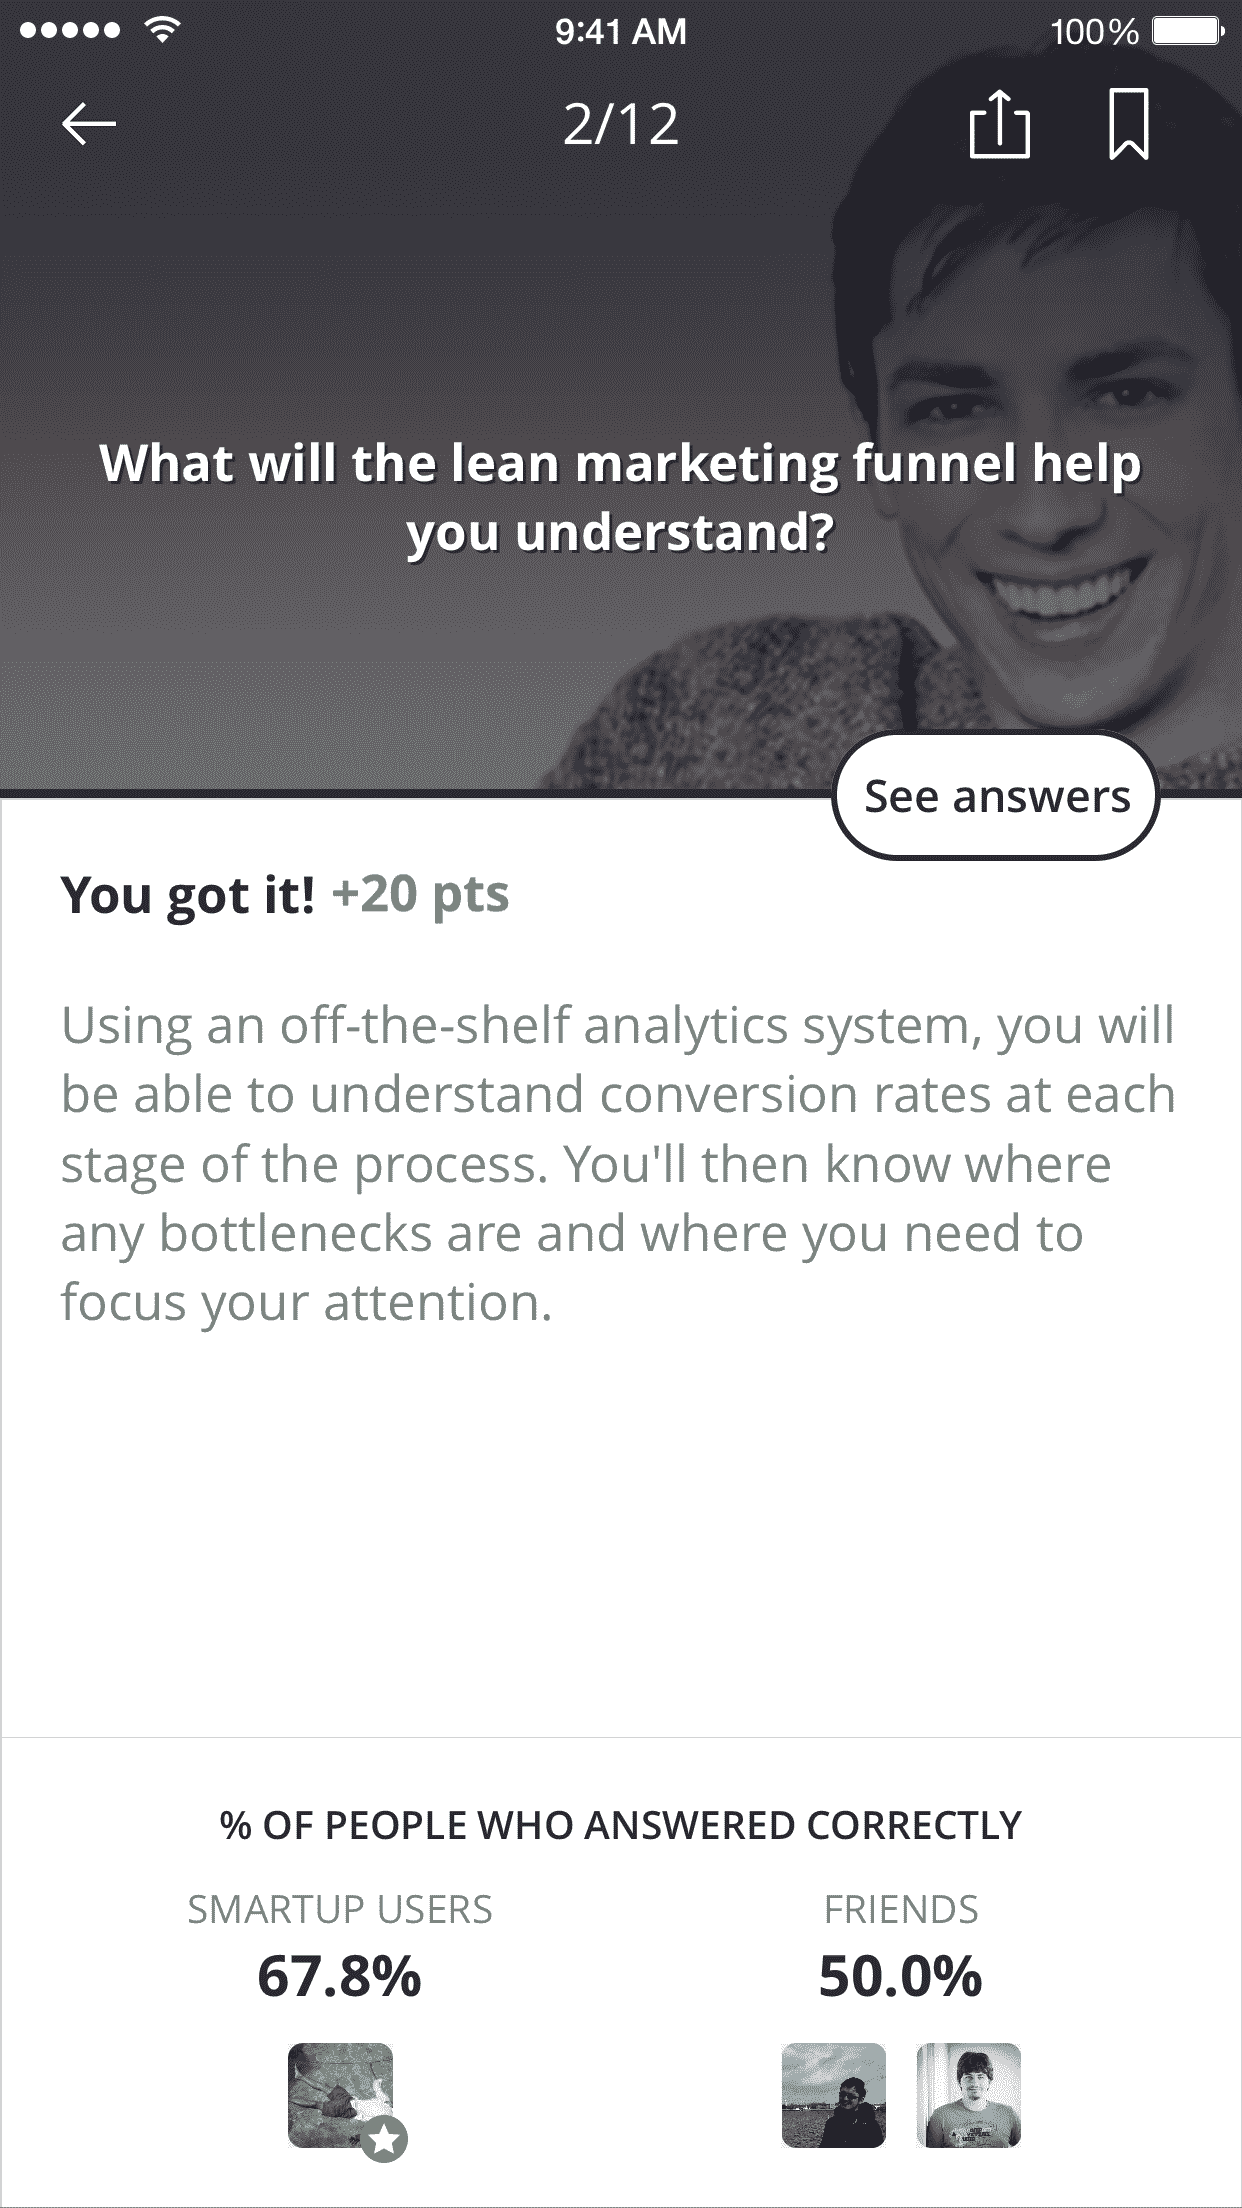 9:41 AM
100%
2/12
What will the lean marketing funnel help
you understand?
See answers
You got it! +20 pts
Using an off-the-shelf analytics system, you will
be able to understand conversion rates at each
stage of the process. You'll then know where
any bottlenecks are and where you need to
focus your attention.
% OF PEOPLE WHO ANSWERED CORRECTLY
SMARTUP USERS
FRIENDS
67.8%
50.0%